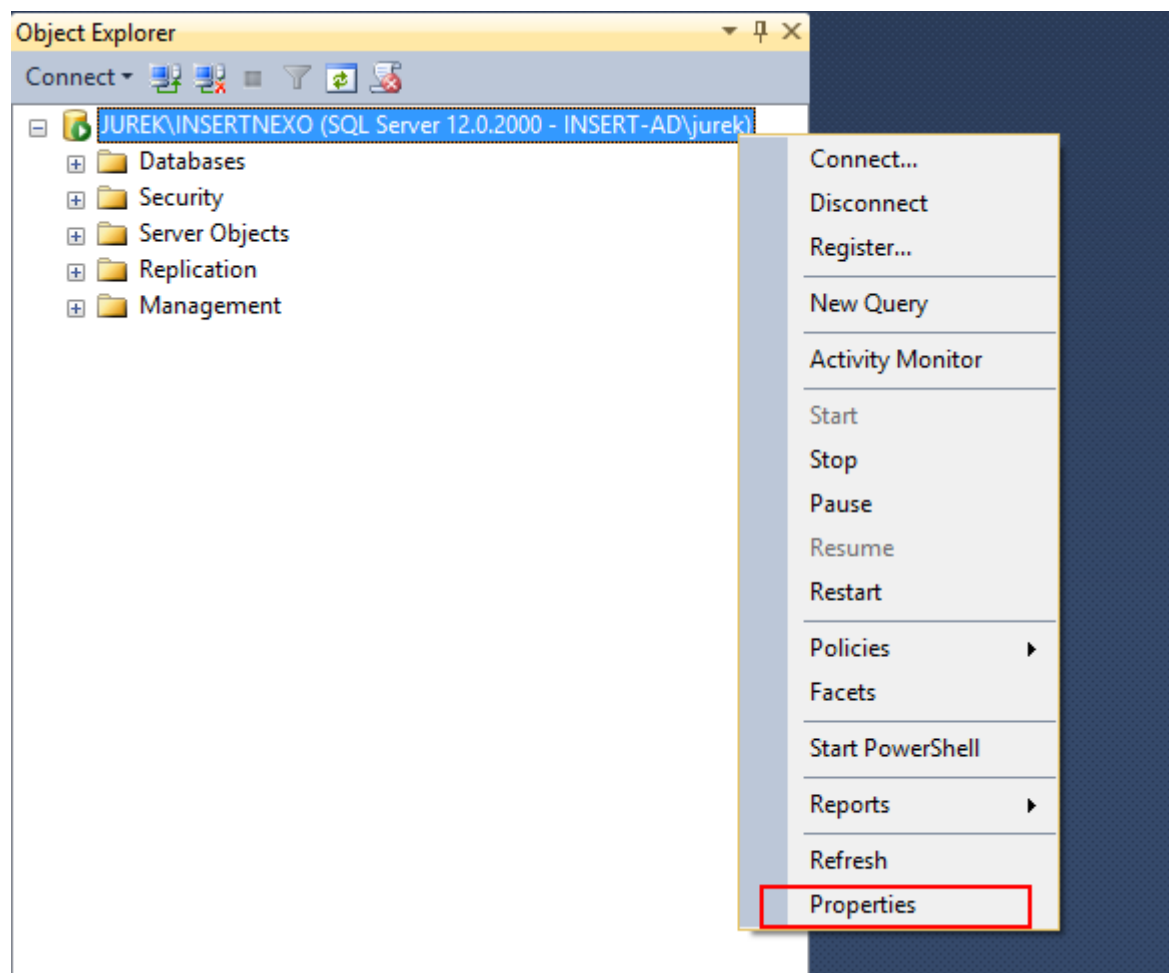 Object Explorer
Connect
JUREK\INSERTNEXO (SQL Server 12.0.2000 - INSERT-AD\jurek)
Databases
Security
Server Objects
Replication
Management
Connect...
Disconnect
Register...
New Query
Activity Monitor
Start
Stop
Pause
Resume
Restart
Policies
Facets
Start PowerShell
Reports
Refresh
Properties